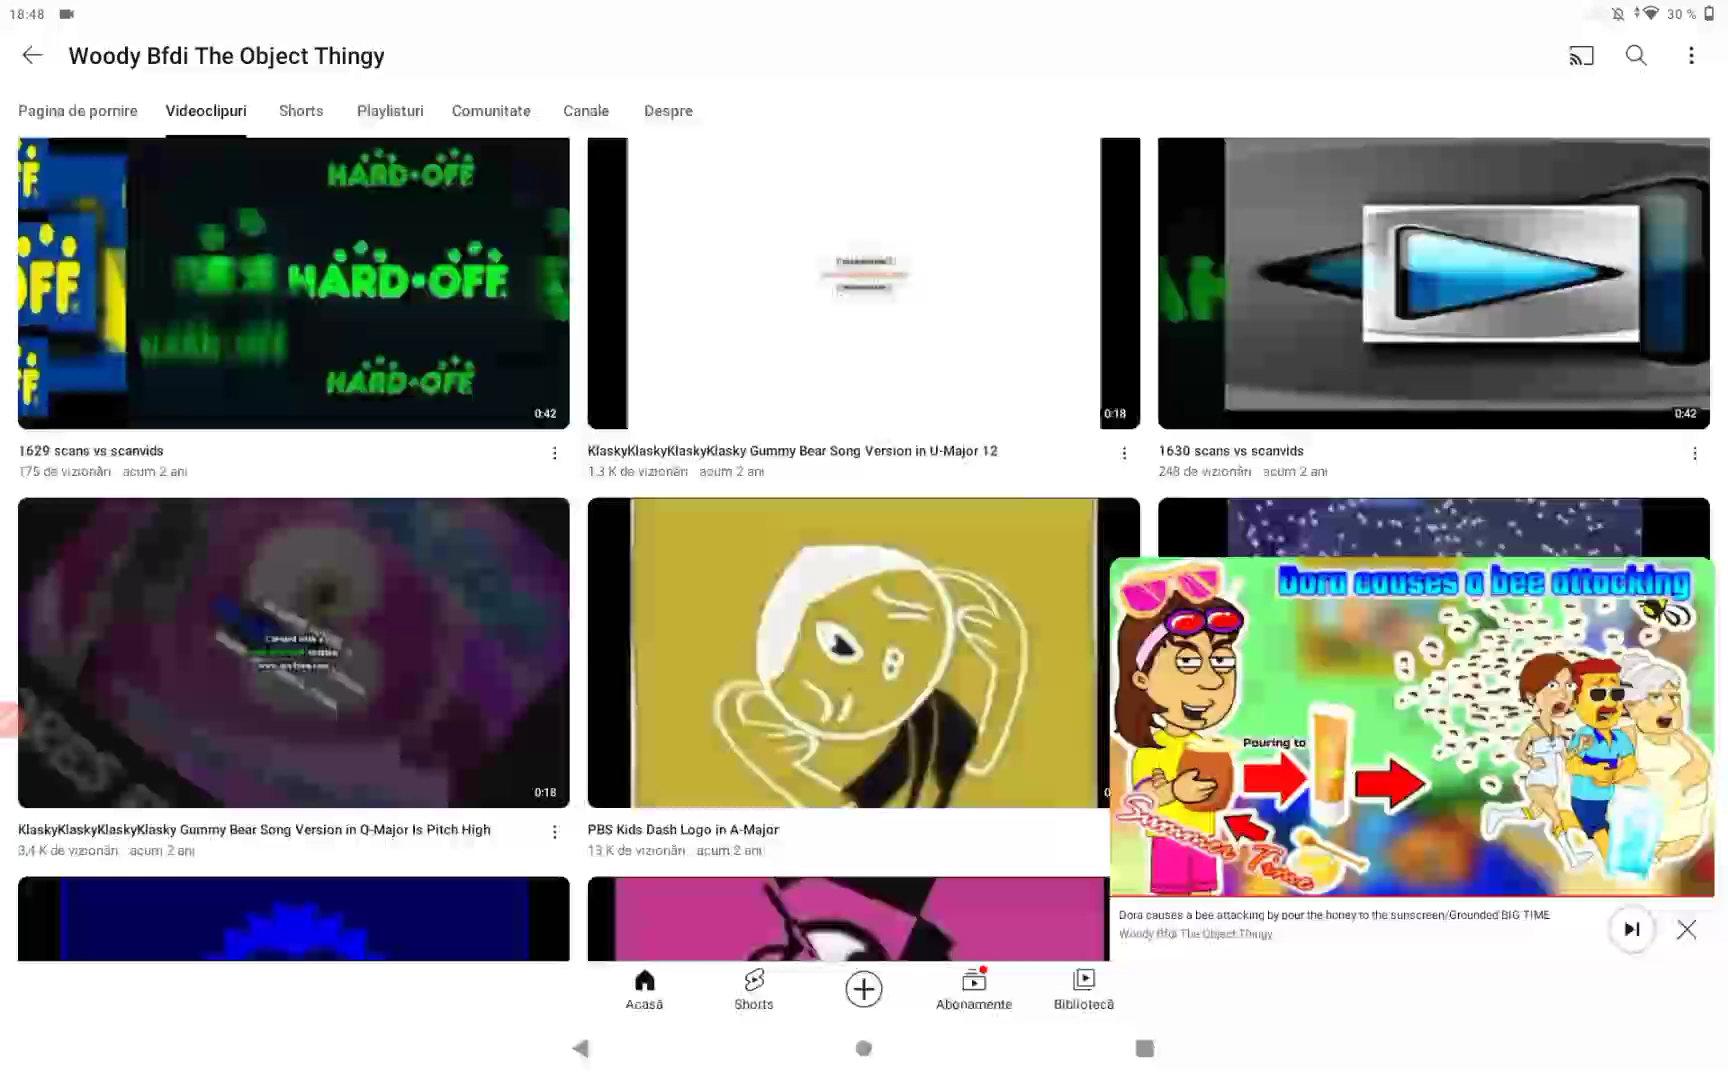 18:48
30 %
Woody Bfdi The Object Thingy
Pagina de pornire Videoclipuri Shorts Playlisturi Comunitate Canale Despre
FF.
HARD·OFF
HARD·OFF
HARD·OFF
0:42
0:18
0:42
1629 scans vs scanvids
175 de vizionări acum 2 ani
KlaskyKlaskyKlaskyKlasky Gummy Bear Song Version in U-Major 12
1,3 K de vizionări acum 2 ani
1630 scans vs scanvids
248 de vizionări acum 2 ani
0:18
KlaskyKlaskyKlaskyKlasky Gummy Bear Song Version in Q-Major Is Pitch High
3,4 K de vizionări acum 2 ani
PBS Kids Dash Logo in A-Major
13 K de vizionări acum 2 ani
Dora causes a bee attacking
Pouring to
Summer Time
Dora causes a bee attacking by pour the honey to the sunscreen/Grounded BIG TIME
Woody Bfdi The Object Thingy
Acasă Shorts Abonamente Bibliotecă